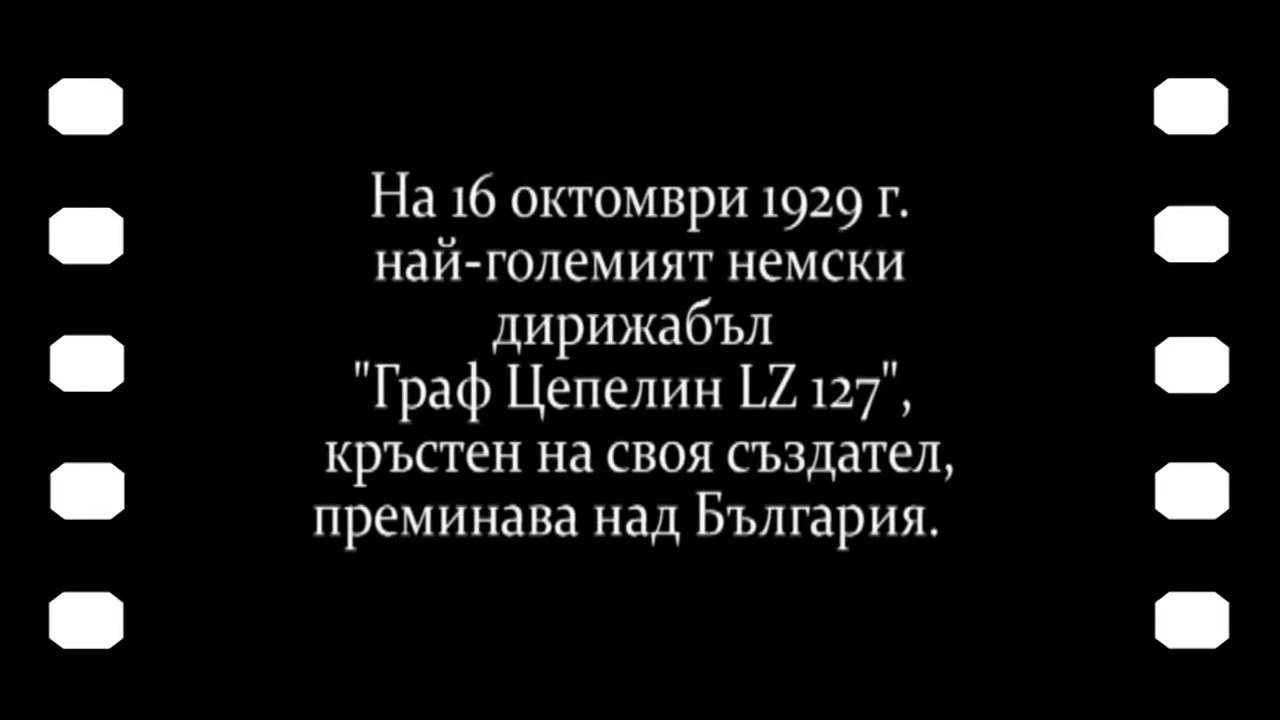 На 16 октомври 1929 г.
най-големият немски
дирижабъл
"Граф Цепелин LZ 127",
кръстен на своя създател,
преминава над България.